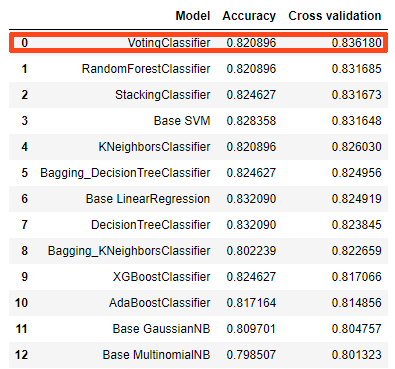 Model Accuracy Cross validation
0 VotingClassifier 0.820896 0.836180
1 RandomForestClassifier 0.820896 0.831685
2 StackingClassifier 0.824627 0.831673
3 Base SVM 0.828358 0.831648
4 KNeighborsClassifier 0.820896 0.826030
5 Bagging_DecisionTreeClassifier 0.824627 0.824956
6 Base LinearRegression 0.832090 0.824919
7 DecisionTreeClassifier 0.832090 0.823845
8 Bagging_KNeighborsClassifier 0.802239 0.822659
9 XGBoostClassifier 0.824627 0.817066
10 AdaBoostClassifier 0.817164 0.814856
11 Base GaussianNB 0.809701 0.804757
12 Base MultinomialNB 0.798507 0.801323